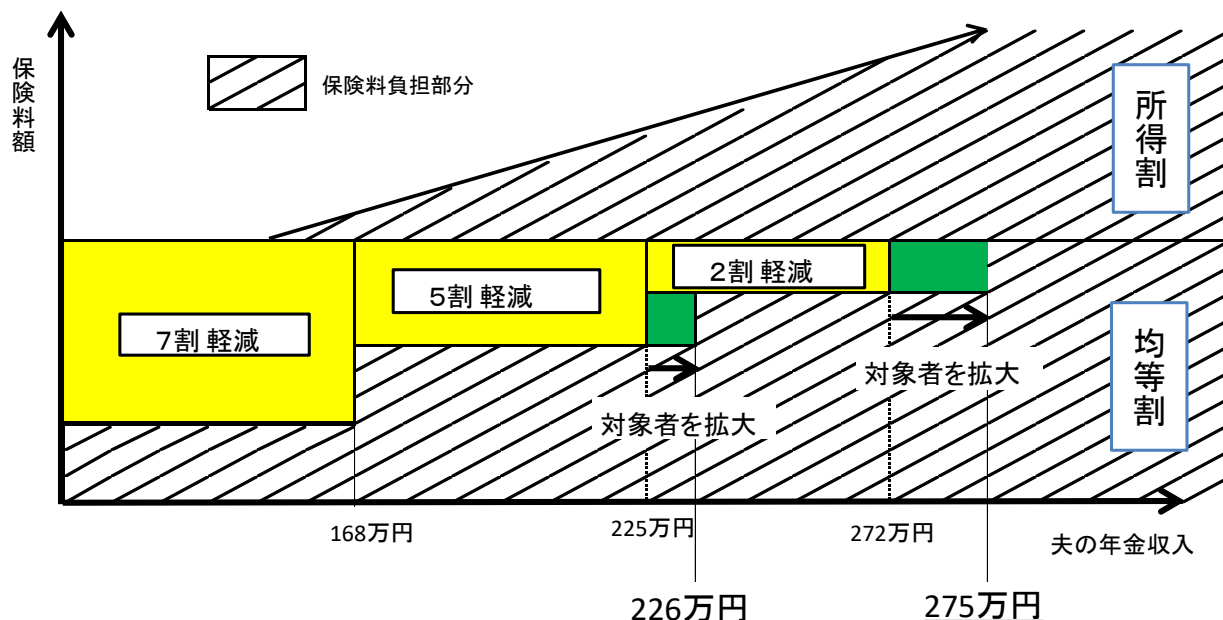 保険料額
保険料負担部分
所得割
2割 軽減
5割 軽減
7割 軽減
均等割
対象者を拡大
対象者を拡大
168万円
225万円
272万円
夫の年金収入
226万円
275万円